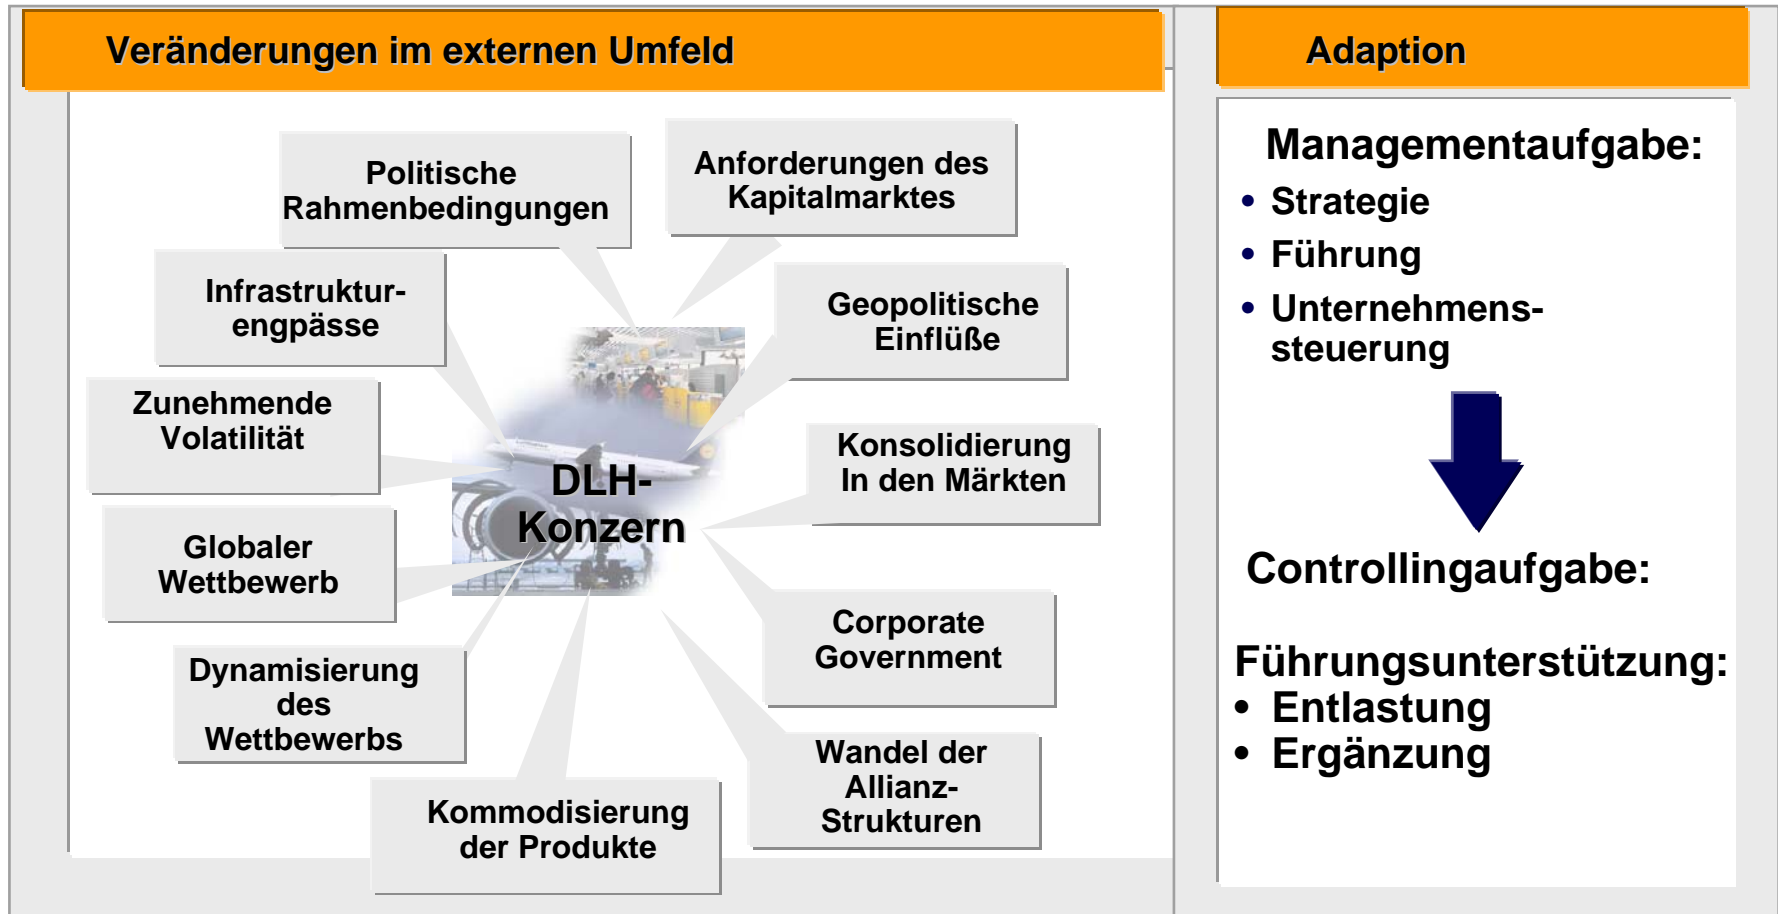 Veränderungen im externen Umfeld
Politische
Rahmenbedingungen
Anforderungen des
Kapitalmarktes
Infrastruktur-
engpässe
Geopolitische
Einflüße
Zunehmende
Volatilität
Konsolidierung
In den Märkten
DLH-
Konzern
Globaler
Wettbewerb
Corporate
Government
Dynamisierung
des
Wettbewerbs
Wandel der
Allianz-
Strukturen
Kommodisierung
der Produkte
Adaption
Managementaufgabe:
• Strategie
• Führung
• Unternehmens-
steuerung
Controllingaufgabe:
Führungsunterstützung:
• Entlastung
• Ergänzung